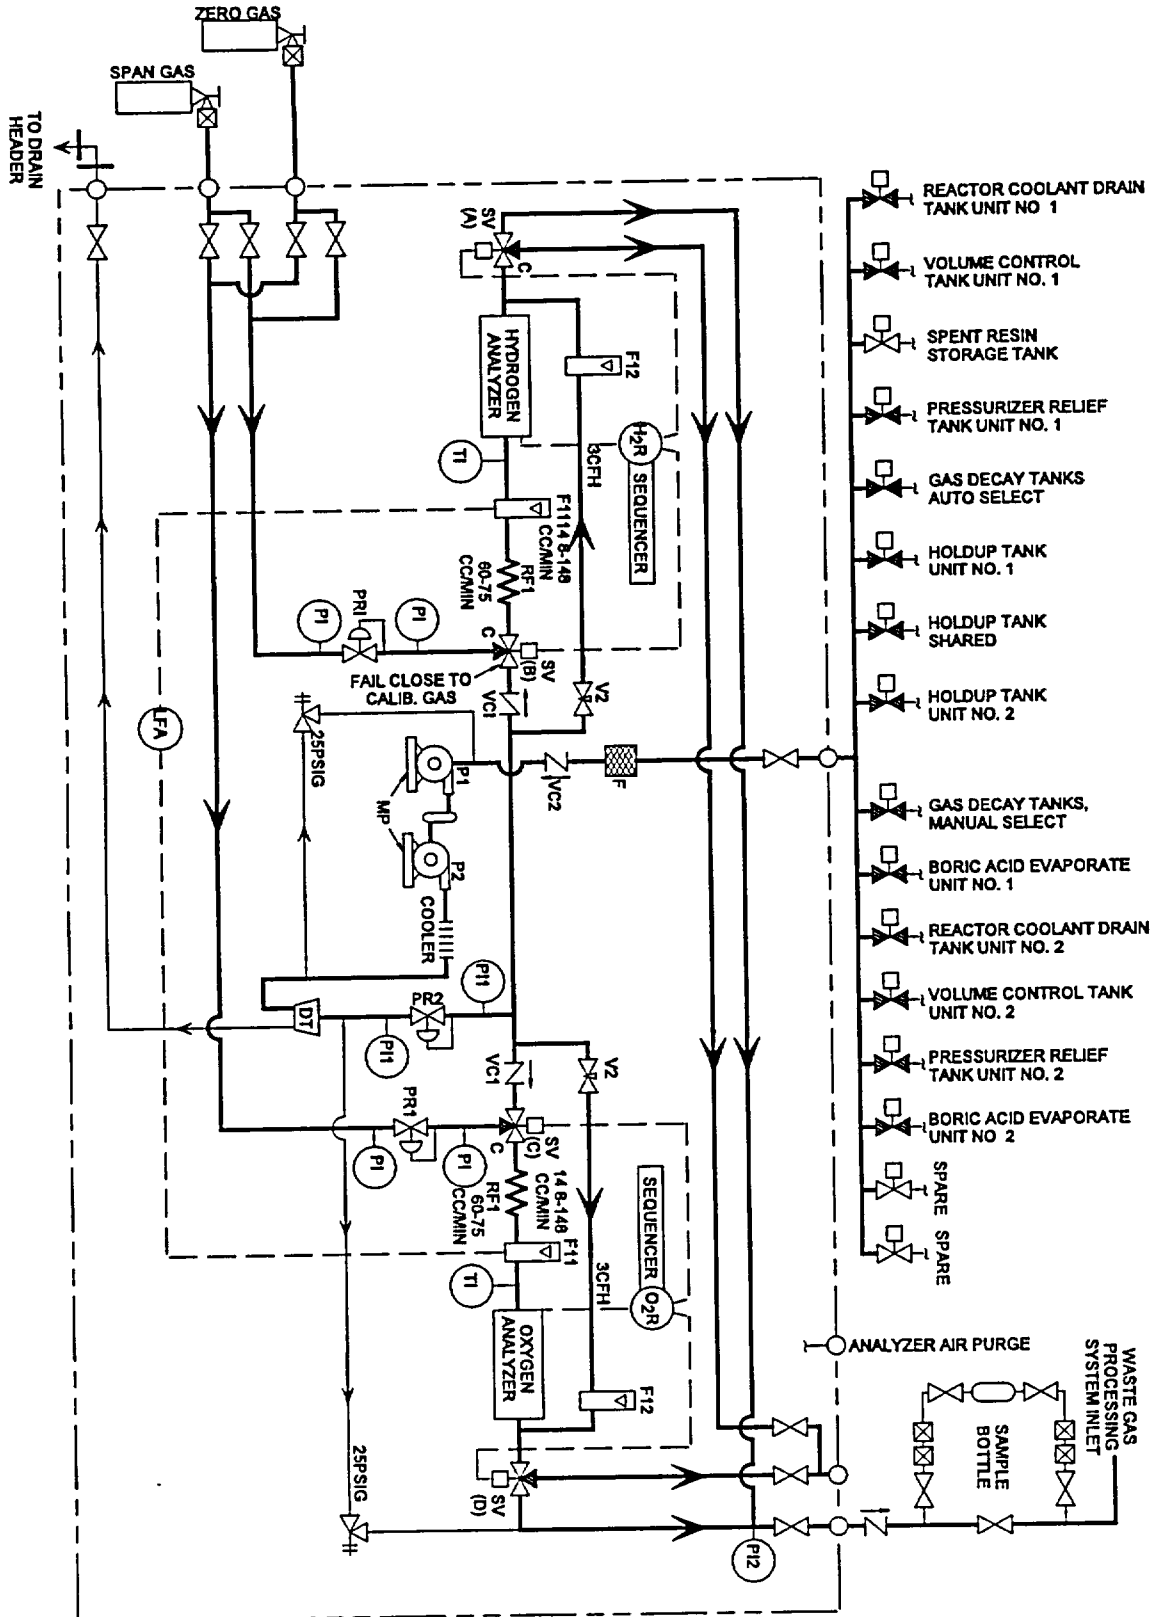 ZERO GAS
SPAN GAS
TO DRAIN
HEADER
REACTOR COOLANT DRAIN
TANK UNIT NO 1
VOLUME CONTROL
TANK UNIT NO. 1
SPENT RESIN
STORAGE TANK
PRESSURIZER RELIEF
TANK UNIT NO. 1
GAS DECAY TANKS
AUTO SELECT
HOLDUP TANK
UNIT NO. 1
HOLDUP TANK
SHARED
HOLDUP TANK
UNIT NO. 2
GAS DECAY TANKS,
MANUAL SELECT
BORIC ACID EVAPORATE
UNIT NO. 1
REACTOR COOLANT DRAIN
TANK UNIT NO. 2
VOLUME CONTROL TANK
UNIT NO. 2
PRESSURIZER RELIEF
TANK UNIT NO. 2
BORIC ACID EVAPORATE
UNIT NO 2
SPARE
SPARE
SV
(A)
C
HYDROGEN
ANALYZER
F12
H2R
SEQUENCER
3CFH
TI
F11 14 8-148
CC/MIN
RF1
60-75
CC/MIN
PI
PRI
PI
C
SV
(B)
FAIL CLOSE TO
CALIB. GAS
VC1
V2
LFA
25PSIG
P1
VC2
F
MP
P2
COOLER
DT
PR2
PI1
PI1
VC1
V2
PR1
PI
PI
C
SV
(C)
14 8-148
CC/MIN
RF1
60-75
CC/MIN
F11
SEQUENCER
O2R
3CFH
TI
OXYGEN
ANALYZER
F12
SV
(D)
25PSIG
PI2
ANALYZER AIR PURGE
SAMPLE
BOTTLE
WASTE GAS
PROCESSING
SYSTEM INLET